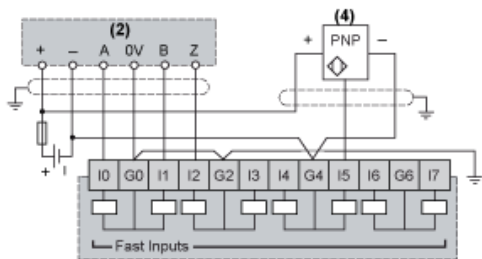 (2)
+ – A 0V B Z
(4)
+ PNP –
+ I
I0 G0 I1 I2 G2 I3 I4 G4 I5 I6 G6 I7
Fast Inputs